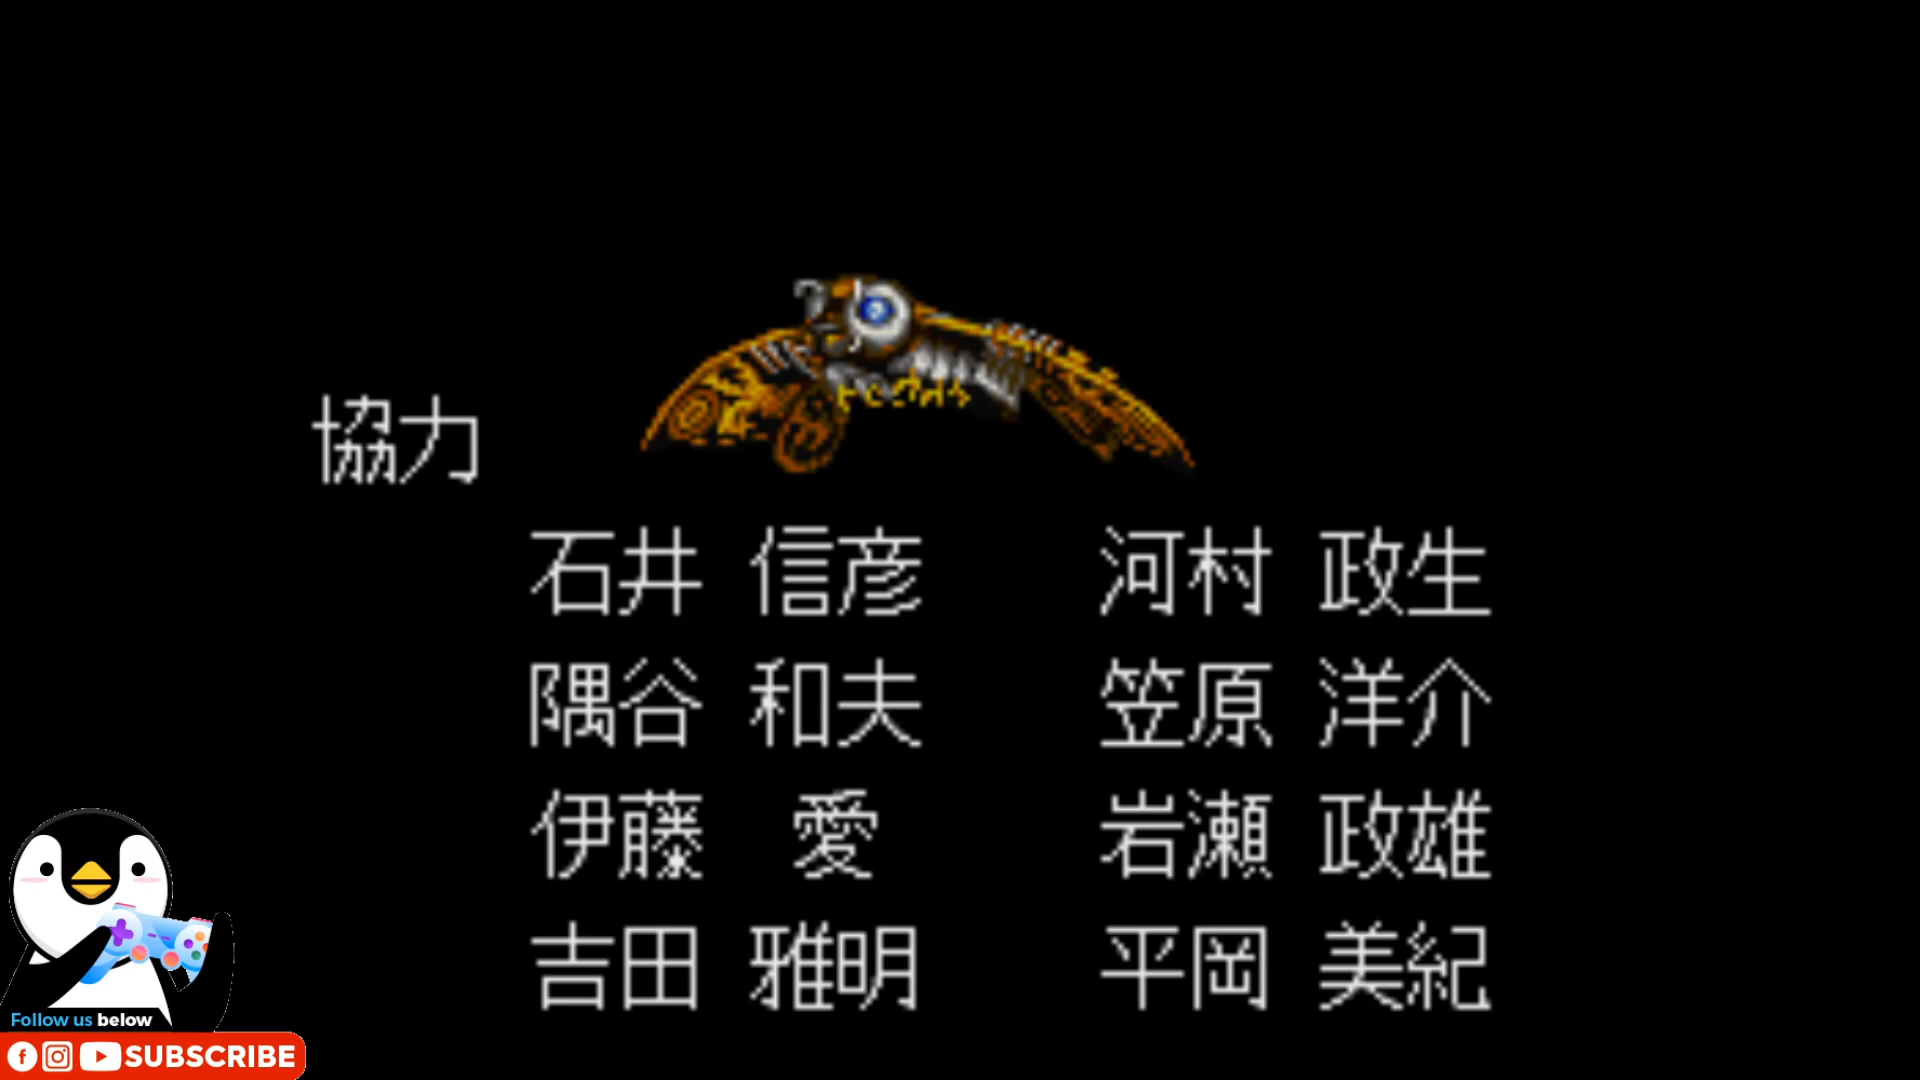 協力
石井 信彦 河村 政生
隅谷 和夫 笠原 洋介
伊藤 愛 岩瀬 政雄
吉田 雅明 平岡 美紀
Follow us below
SUBSCRIBE